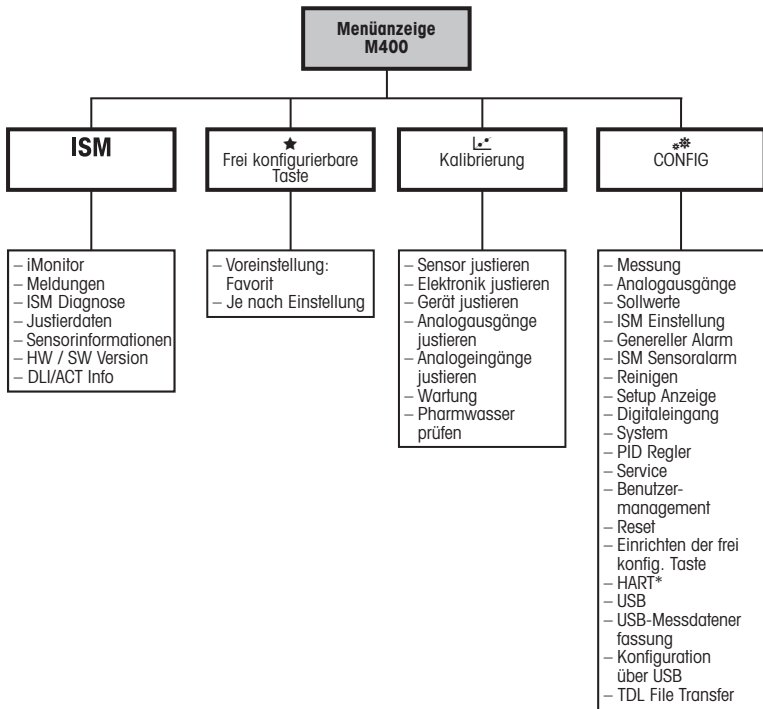 Menüanzeige
M400
ISM
Frei konfigurierbare
Taste
Kalibrierung
CONFIG
– iMonitor
– Meldungen
– ISM Diagnose
– Justierdaten
– Sensorinformationen
– HW / SW Version
– DLI/ACT Info
– Voreinstellung:
Favorit
– Je nach Einstellung
– Sensor justieren
– Elektronik justieren
– Gerät justieren
– Analogausgänge
justieren
– Analogeingänge
justieren
– Wartung
– Pharmwasser
prüfen
– Messung
– Analogausgänge
– Sollwerte
– ISM Einstellung
– Genereller Alarm
– ISM Sensoralarm
– Reinigen
– Setup Anzeige
– Digitaleingang
– System
– PID Regler
– Service
– Benutzer-
management
– Reset
– Einrichten der frei
konfig. Taste
– HART*
– USB
– USB-Messdatener
fassung
– Konfiguration
über USB
– TDL File Transfer